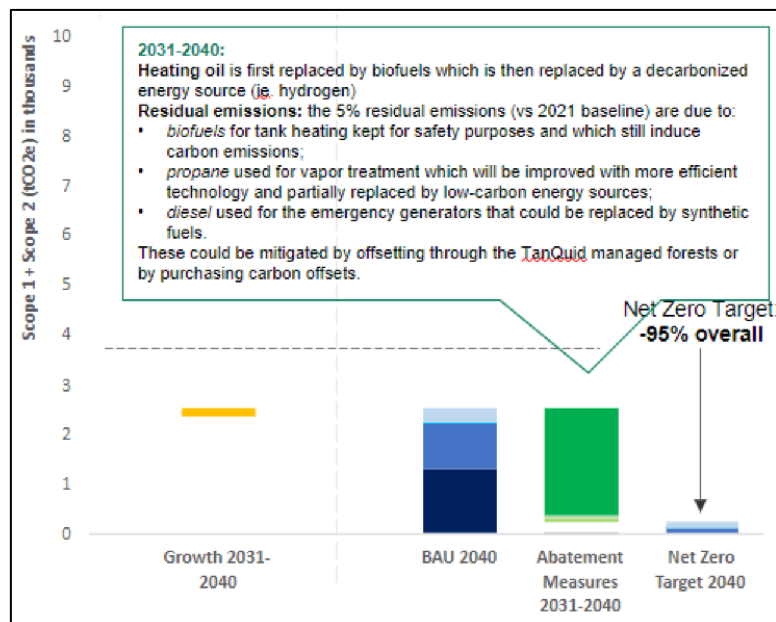 Scope 1 + Scope 2 (tCO2e) in thousands
10
9
8
7
6
5
4
3
2
1
0
2031-2040:
Heating oil is first replaced by biofuels which is then replaced by a decarbonized
energy source (ie. hydrogen)
Residual emissions: the 5% residual emissions (vs 2021 baseline) are due to:
• biofuels for tank heating kept for safety purposes and which still induce
carbon emissions;
• propane used for vapor treatment which will be improved with more efficient
technology and partially replaced by low-carbon energy sources;
• diesel used for the emergency generators that could be replaced by synthetic
fuels.
These could be mitigated by offsetting through the TanQuid managed forests or
by purchasing carbon offsets.
Net Zero Target:
-95% overall
Growth 2031-
2040
BAU 2040
Abatement
Measures
2031-2040
Net Zero
Target 2040